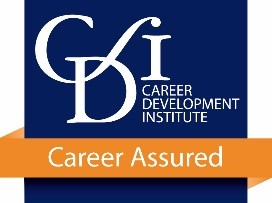 CDi
CAREER
DEVELOPMENT
INSTITUTE
Career Assured